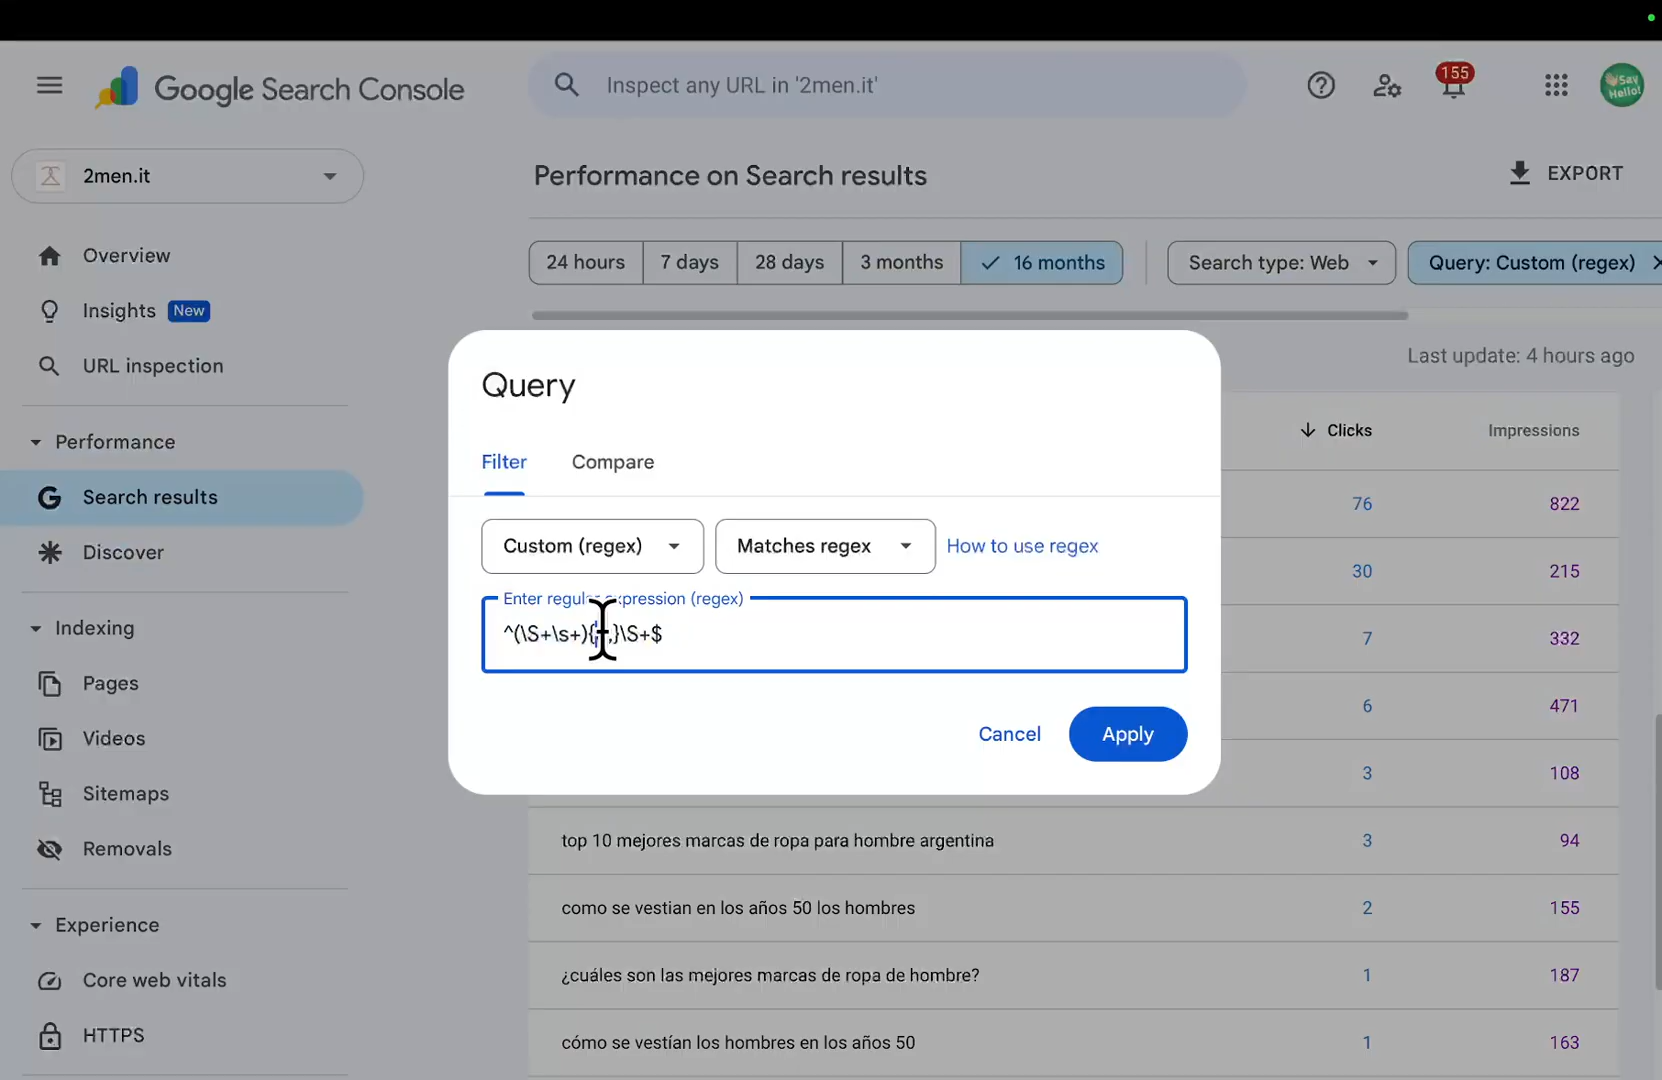 Google Search Console
Inspect any URL in '2men.it'
155
Say Hello!
2men.it
Performance on Search results
EXPORT
Overview
Insights New
URL inspection
24 hours
7 days
28 days
3 months
16 months
Search type: Web
Query: Custom (regex)
Last update: 4 hours ago
Performance
Search results
Discover
Indexing
Pages
Videos
Sitemaps
Removals
Experience
Core web vitals
HTTPS
Query
Filter
Compare
Custom (regex)
Matches regex
How to use regex
(regex)
Cancel
Apply
Clicks
Impressions
76 822
30 215
7 332
6 471
3 108
top 10 mejores marcas de ropa para hombre argentina 3 94
como se vestian en los años 50 los hombres 2 155
¿cuáles son las mejores marcas de ropa de hombre? 1 187
cómo se vestían los hombres en los años 50 1 163